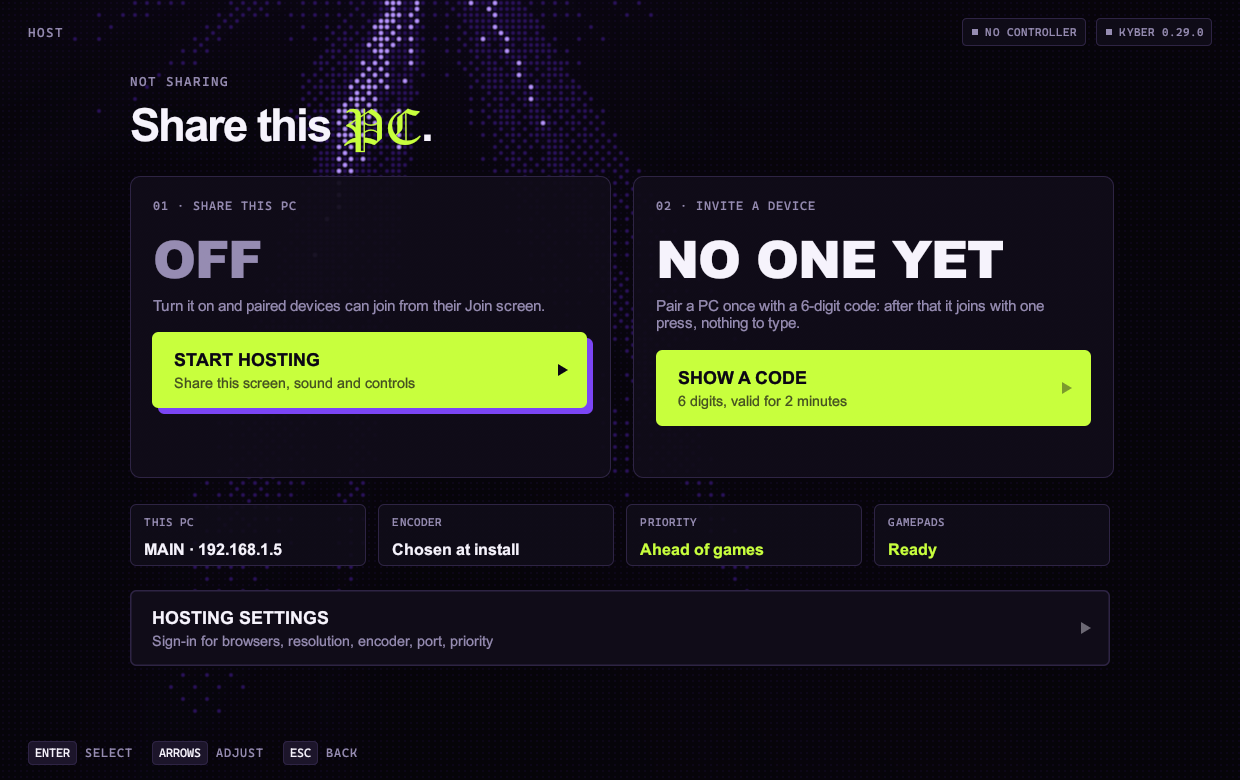 HOST
NO CONTROLLER
KYBER 0.29.0
NOT SHARING
Share this PC.
01 · SHARE THIS PC
OFF
Turn it on and paired devices can join from their Join screen.
START HOSTING
Share this screen, sound and controls
02 · INVITE A DEVICE
NO ONE YET
Pair a PC once with a 6-digit code: after that it joins with one
press, nothing to type.
SHOW A CODE
6 digits, valid for 2 minutes
THIS PC
MAIN · 192.168.1.5
ENCODER
Chosen at install
PRIORITY
Ahead of games
GAMEPADS
Ready
HOSTING SETTINGS
Sign-in for browsers, resolution, encoder, port, priority
ENTER SELECT ARROWS ADJUST ESC BACK